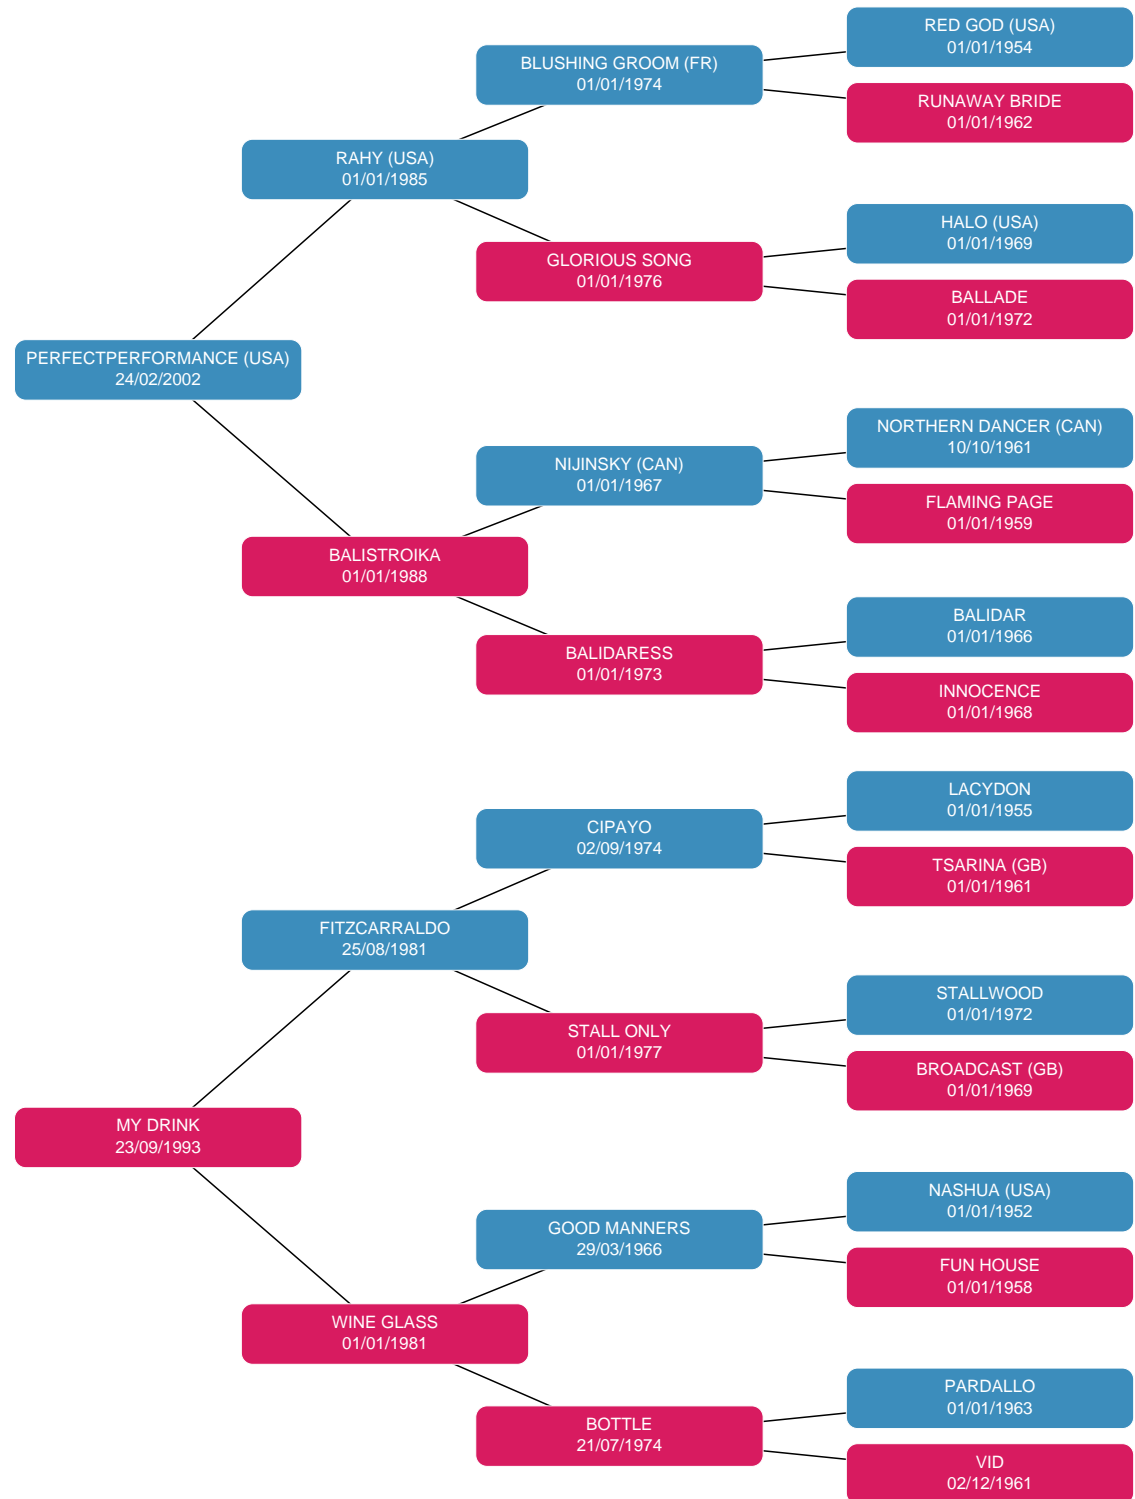 RED GOD (USA)
01/01/1954
BLUSHING GROOM (FR)
01/01/1974
RUNAWAY BRIDE
01/01/1962
RAHY (USA)
01/01/1985
HALO (USA)
01/01/1969
GLORIOUS SONG
01/01/1976
BALLADE
01/01/1972
PERFECTPERFORMANCE (USA)
24/02/2002
NORTHERN DANCER (CAN)
10/10/1961
NIJINSKY (CAN)
01/01/1967
FLAMING PAGE
01/01/1959
BALISTROIKA
01/01/1988
BALIDAR
01/01/1966
BALIDARESS
01/01/1973
INNOCENCE
01/01/1968
LACYDON
01/01/1955
CIPAYO
02/09/1974
TSARINA (GB)
01/01/1961
FITZCARRALDO
25/08/1981
STALLWOOD
01/01/1972
STALL ONLY
01/01/1977
BROADCAST (GB)
01/01/1969
MY DRINK
23/09/1993
NASHUA (USA)
01/01/1952
GOOD MANNERS
29/03/1966
FUN HOUSE
01/01/1958
WINE GLASS
01/01/1981
PARDALLO
01/01/1963
BOTTLE
21/07/1974
VID
02/12/1961